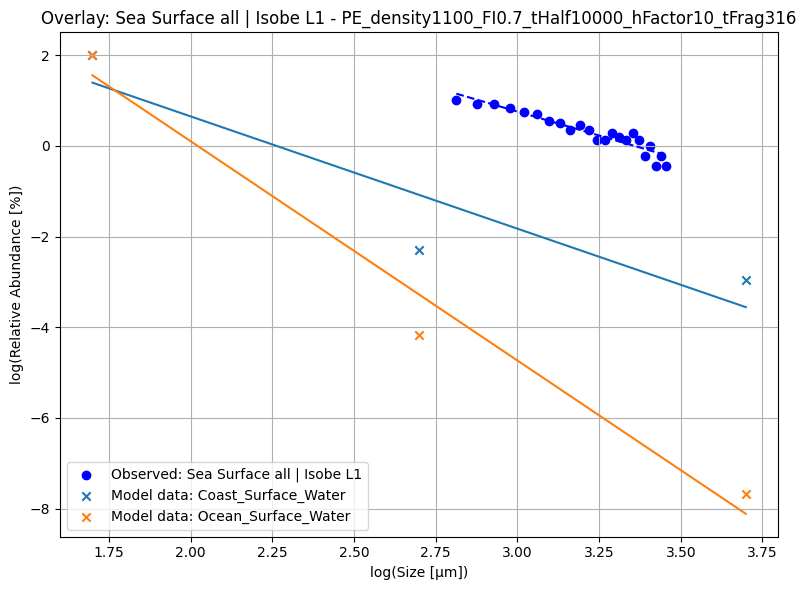 Overlay: Sea Surface all | Isobe L1 - PE_density1100_FI0.7_tHalf10000_hFactor10_tFrag316
log(Relative Abundance [%])
2
0
−2
−4
−6
−8
Observed: Sea Surface all | Isobe L1
Model data: Coast_Surface_Water
Model data: Ocean_Surface_Water
1.75 2.00 2.25 2.50 2.75 3.00 3.25 3.50 3.75
log(Size [μm])